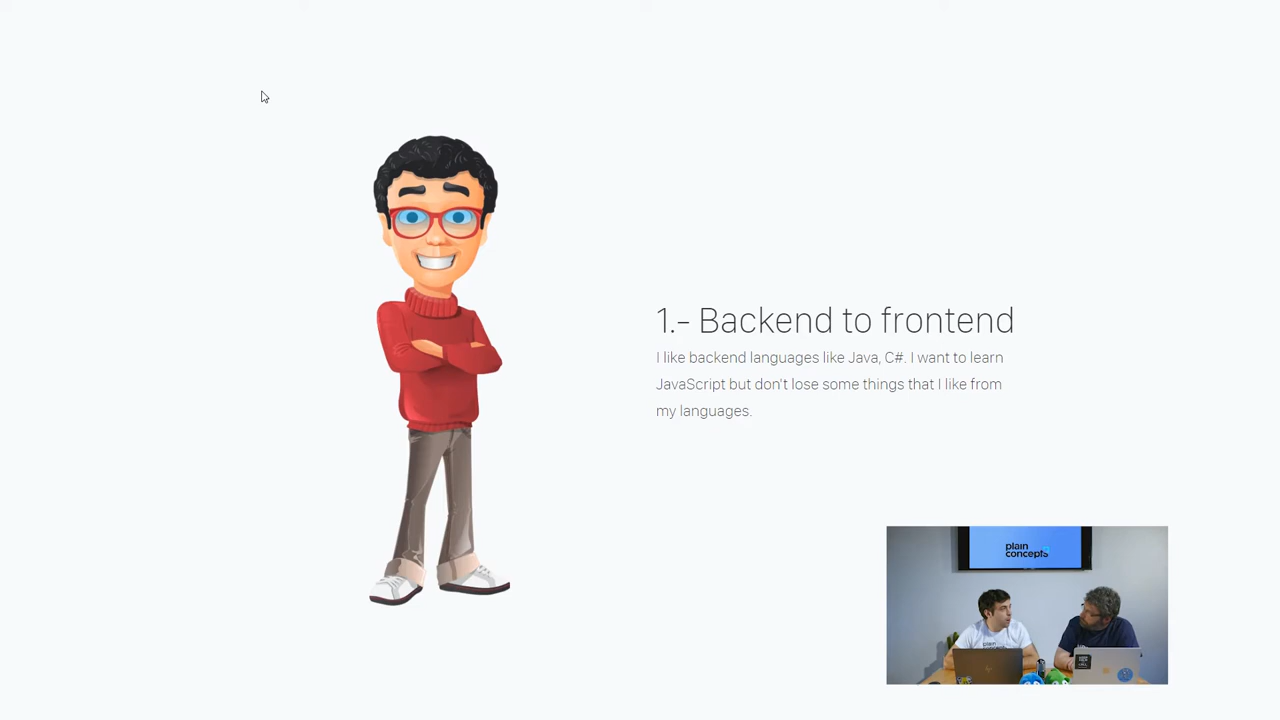 1.- Backend to frontend
I like backend languages like Java, C#. I want to learn
JavaScript but don't lose some things that I like from
my languages.
plain
concepts
plain